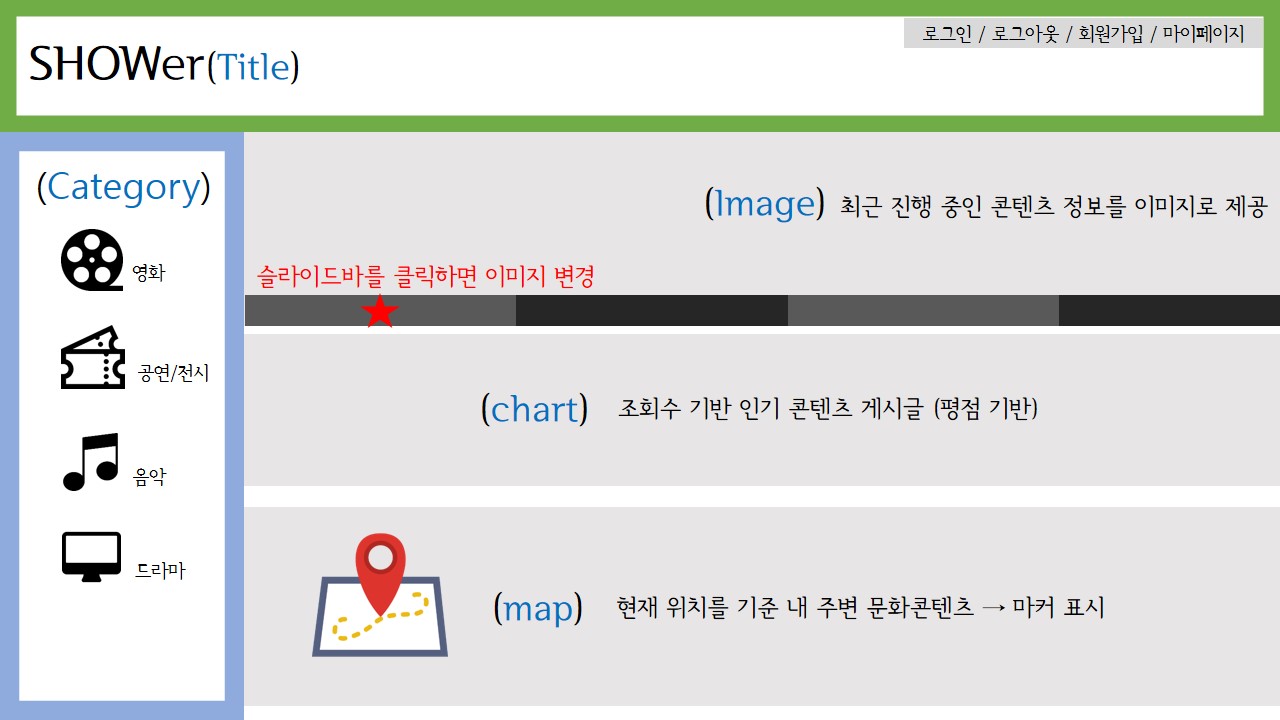 SHOWer(Title)
로그인 / 로그아웃 / 회원가입 / 마이페이지
(Category)
영화
공연/전시
음악
드라마
(Image) 최근 진행 중인 콘텐츠 정보를 이미지로 제공
슬라이드바를 클릭하면 이미지 변경
(chart) 조회수 기반 인기 콘텐츠 게시글 (평점 기반)
(map) 현재 위치를 기준 내 주변 문화콘텐츠 → 마커 표시